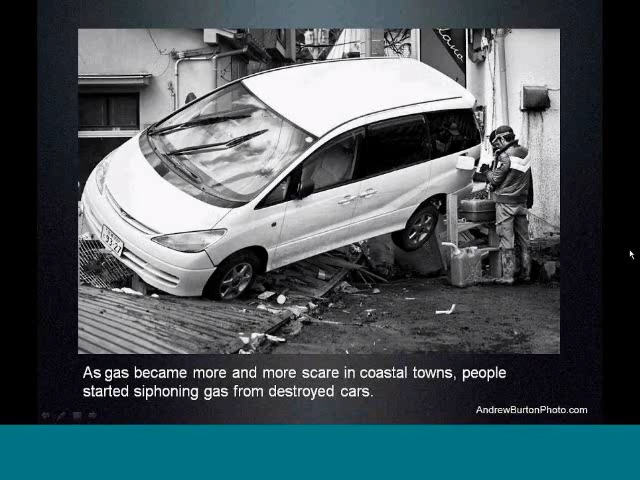 As gas became more and more scare in coastal towns, people
started siphoning gas from destroyed cars.
AndrewBurtonPhoto.com